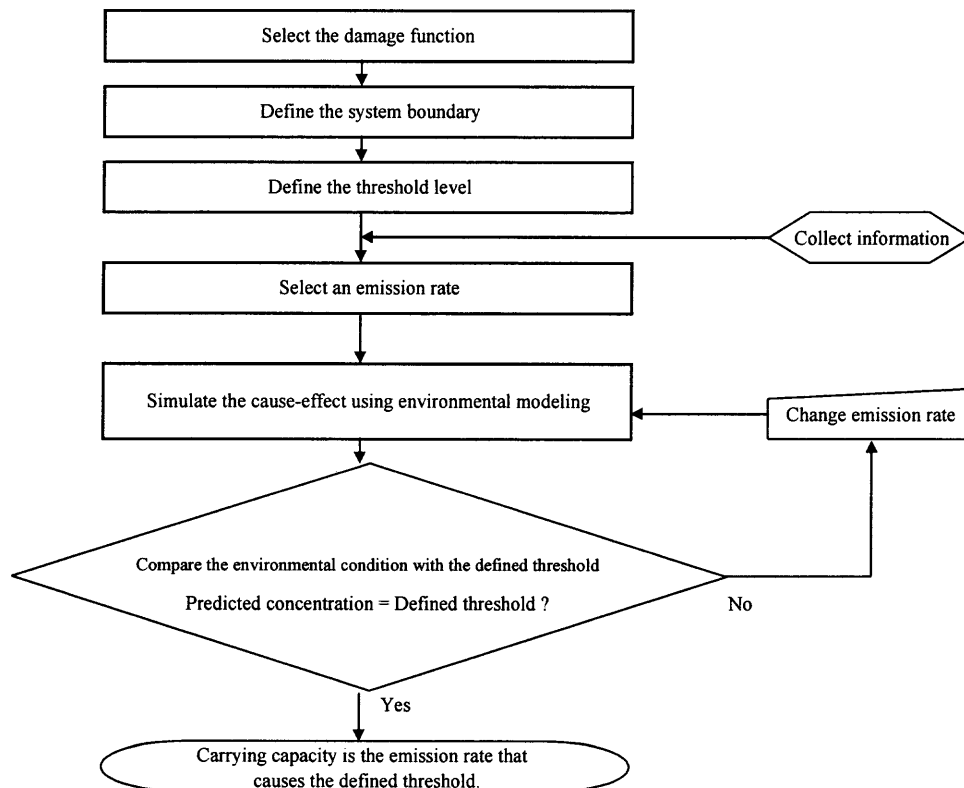 Select the damage function
Define the system boundary
Define the threshold level
Collect information
Select an emission rate
Simulate the cause-effect using environmental modeling
Change emission rate
Compare the environmental condition with the defined threshold
Predicted concentration = Defined threshold ?
No
Yes
Carrying capacity is the emission rate that
causes the defined threshold.